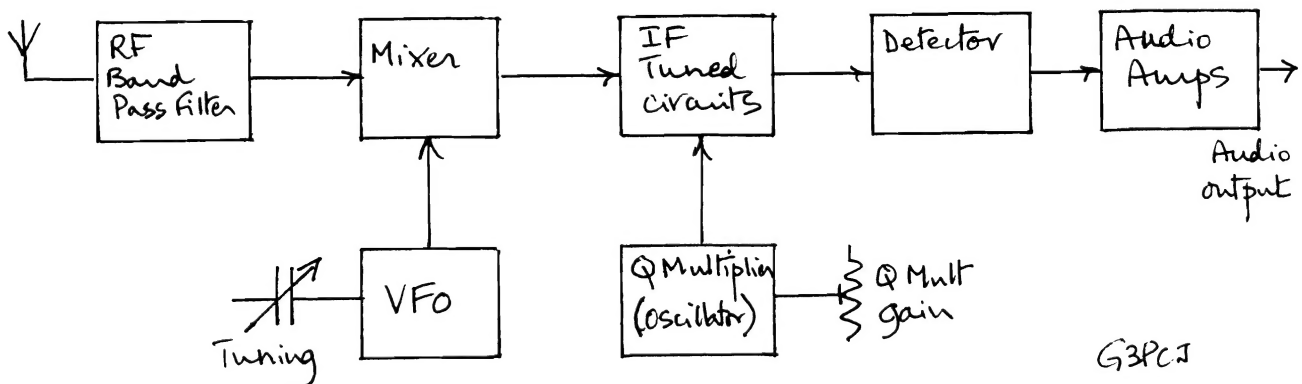 RF
Band
Pass Filter
Mixer
IF
Tuned
circuits
Detector
Audio
Amps
Audio
output
Tuning
VFO
Q Multiplier
(Oscillator)
Q Mult
gain
G3PCJ